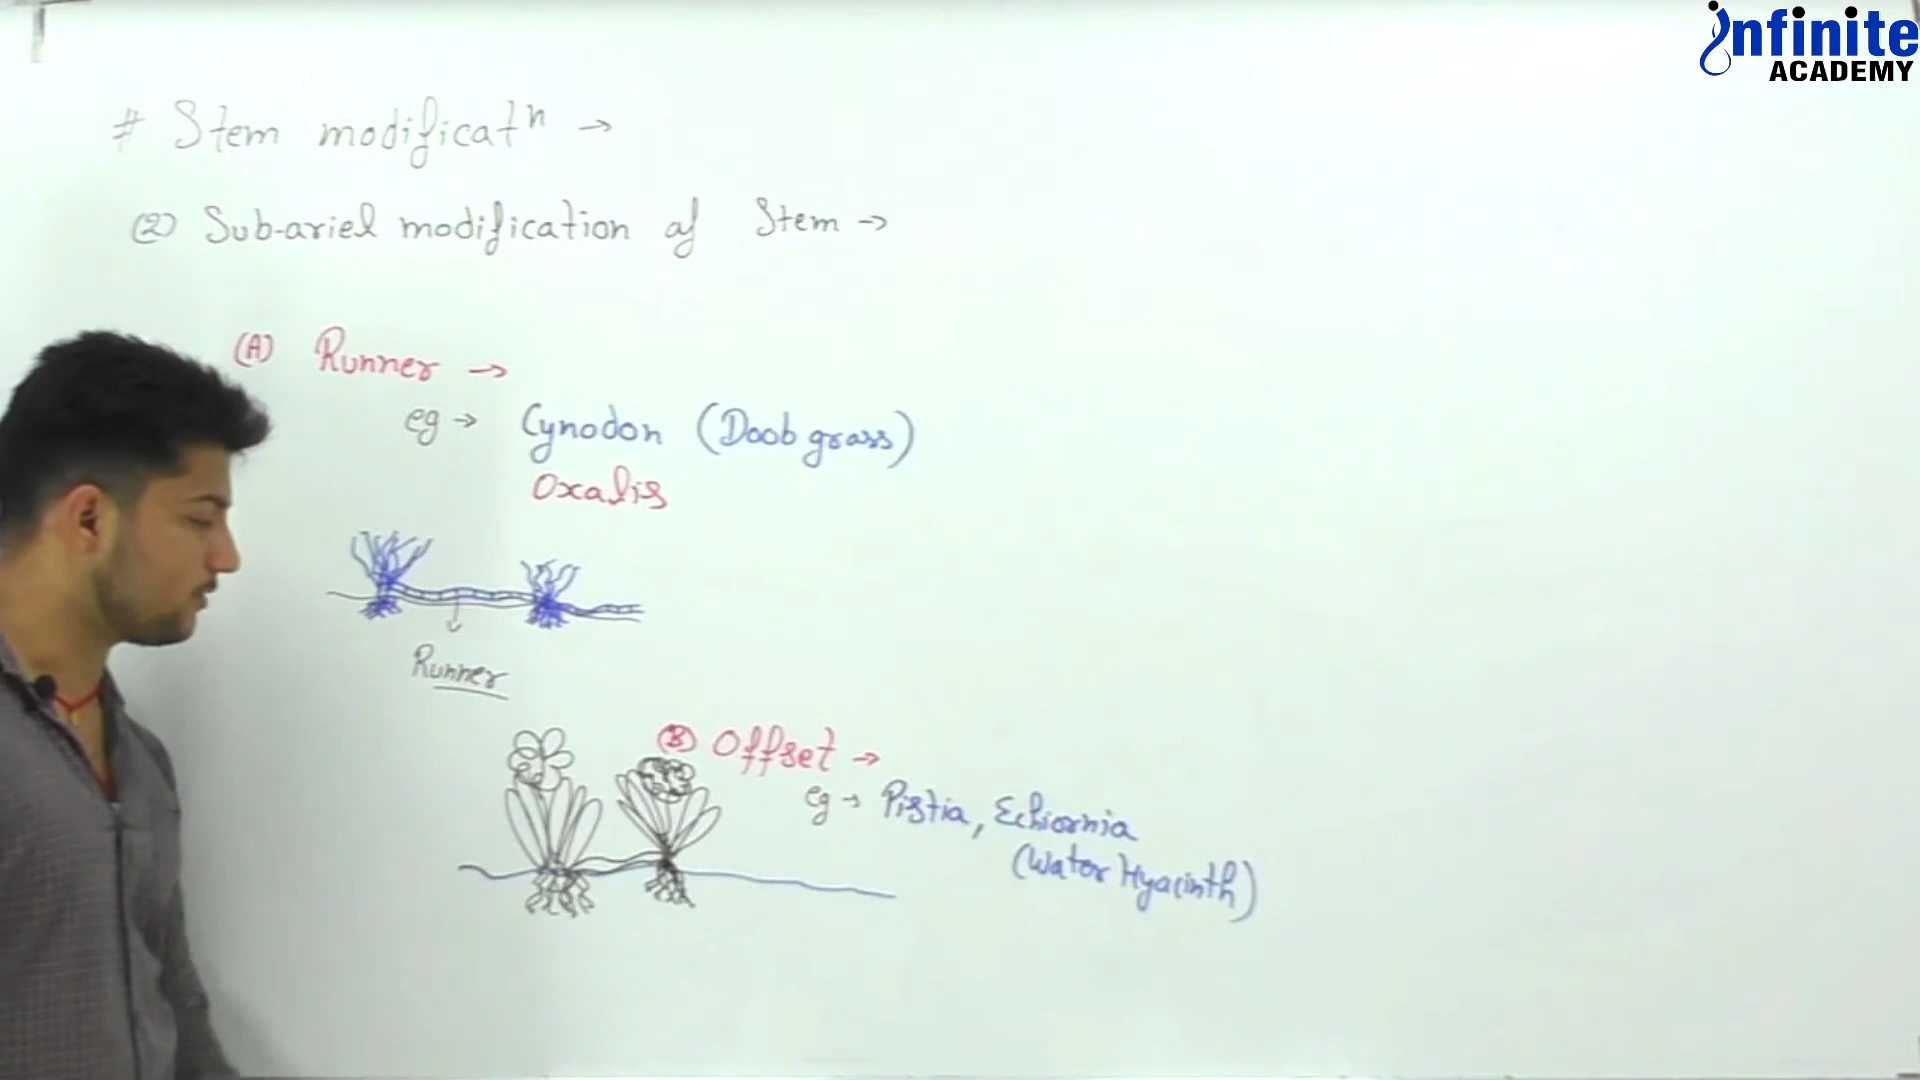 infinite
ACADEMY
# Stem modificatⁿ →
(2) Sub-ariel modification of Stem →
(A) Runner →
eg → Cynodon (Doob grass)
Oxalis
Runner
(B) Offset →
eg → Pistia, Echiornia
(Water Hyacinth)